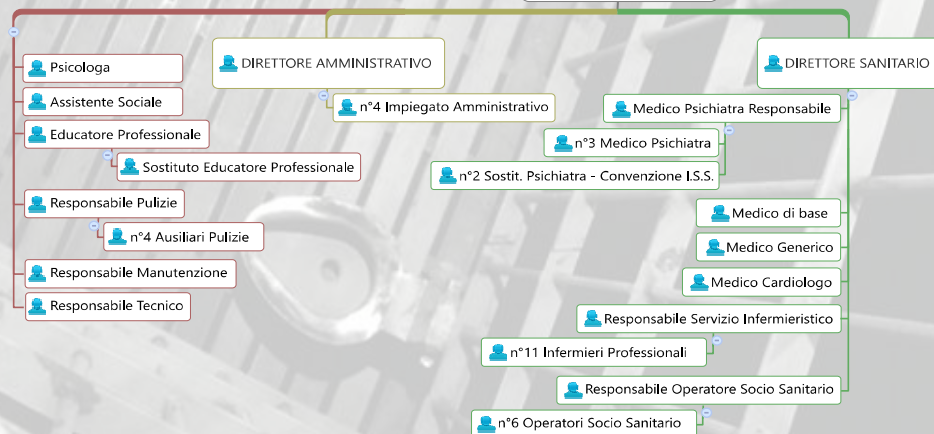 Psicologa
Assistente Sociale
Educatore Professionale
Sostituto Educatore Professionale
Responsabile Pulizie
n°4 Ausiliari Pulizie
Responsabile Manutenzione
Responsabile Tecnico
DIRETTORE AMMINISTRATIVO
n°4 Impiegato Amministrativo
DIRETTORE SANITARIO
Medico Psichiatra Responsabile
n°3 Medico Psichiatra
n°2 Sostit. Psichiatra - Convenzione I.S.S.
Medico di base
Medico Generico
Medico Cardiologo
Responsabile Servizio Infermieristico
n°11 Infermieri Professionali
Responsabile Operatore Socio Sanitario
n°6 Operatori Socio Sanitario